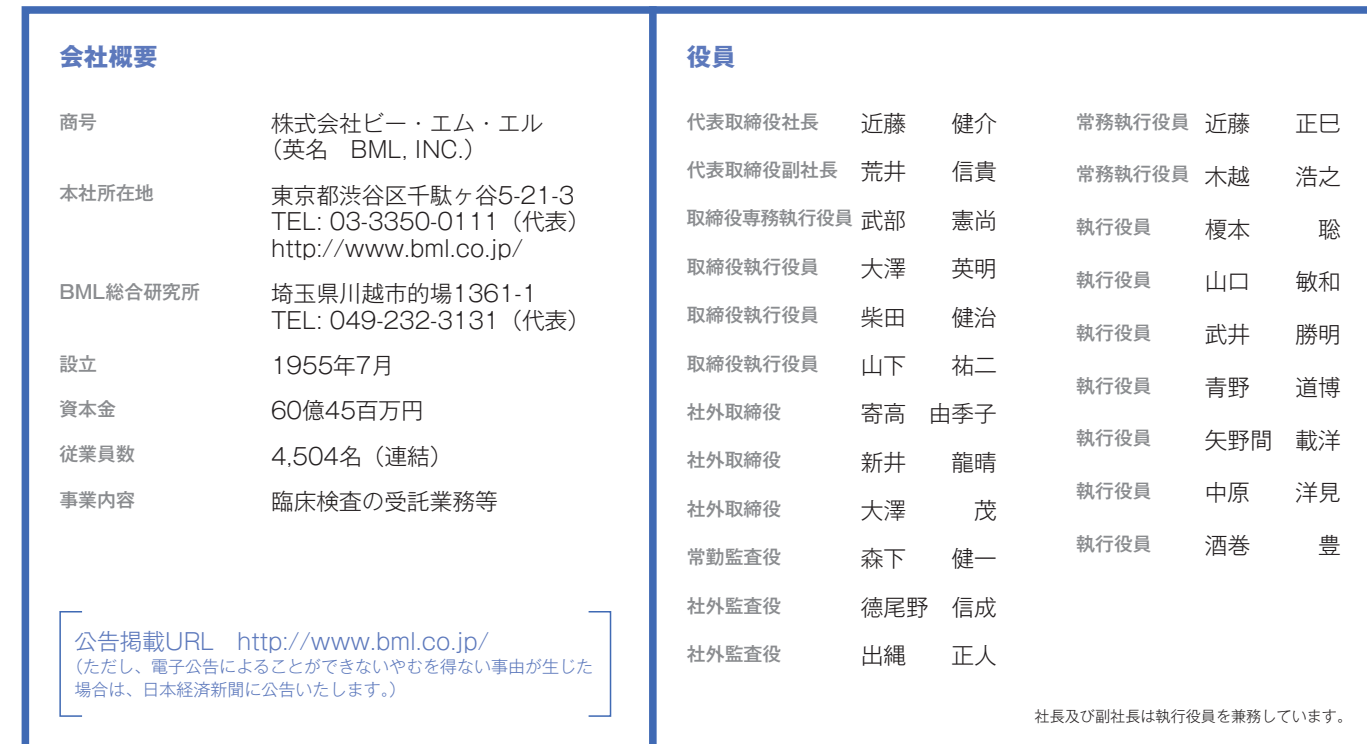 会社概要
商号 株式会社ビー・エム・エル
(英名 BML, INC.)
本社所在地 東京都渋谷区千駄ヶ谷5-21-3
TEL: 03-3350-0111（代表）
http://www.bml.co.jp/
BML総合研究所 埼玉県川越市的場1361-1
TEL: 049-232-3131（代表）
設立 1955年7月
資本金 60億45百万円
従業員数 4,504名（連結）
事業内容 臨床検査の受託業務等
公告掲載URL http://www.bml.co.jp/
（ただし、電子公告によることができないやむを得ない事由が生じた
場合は、日本経済新聞に公告いたします。）
役員
代表取締役社長 近藤 健介
代表取締役副社長 荒井 信貴
取締役専務執行役員 武部 憲尚
取締役執行役員 大澤 英明
取締役執行役員 柴田 健治
取締役執行役員 山下 祐二
社外取締役 寄高 由季子
社外取締役 新井 龍晴
社外取締役 大澤 茂
常勤監査役 森下 健一
社外監査役 德尾野 信成
社外監査役 出縄 正人
常務執行役員 近藤 正巳
常務執行役員 木越 浩之
執行役員 榎本 聡
執行役員 山口 敏和
執行役員 武井 勝明
執行役員 青野 道博
執行役員 矢野間 載洋
執行役員 中原 洋見
執行役員 酒巻 豊
社長及び副社長は執行役員を兼務しています。